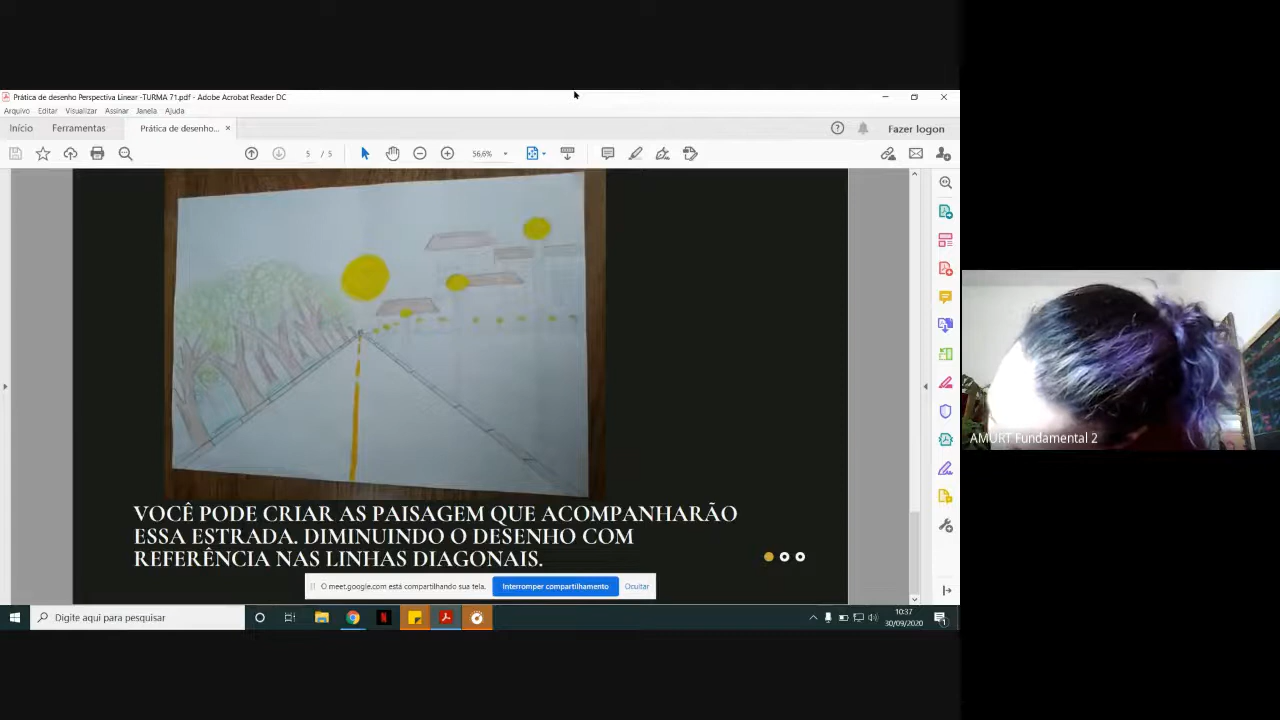 Prática de desenho Perspectiva Linear -TURMA 71.pdf - Adobe Acrobat Reader DC
Arquivo Editar Visualizar Assinar Janela Ajuda
Início Ferramentas Prática de desenho... × Fazer logon
5 / 5 56,6%
VOCÊ PODE CRIAR AS PAISAGEM QUE ACOMPANHARÃO
ESSA ESTRADA. DIMINUINDO O DESENHO COM
REFERÊNCIA NAS LINHAS DIAGONAIS.
O meet.google.com está compartilhando sua tela. Interromper compartilhamento Ocultar
Digite aqui para pesquisar
10:37
30/09/2020
AMURT Fundamental 2